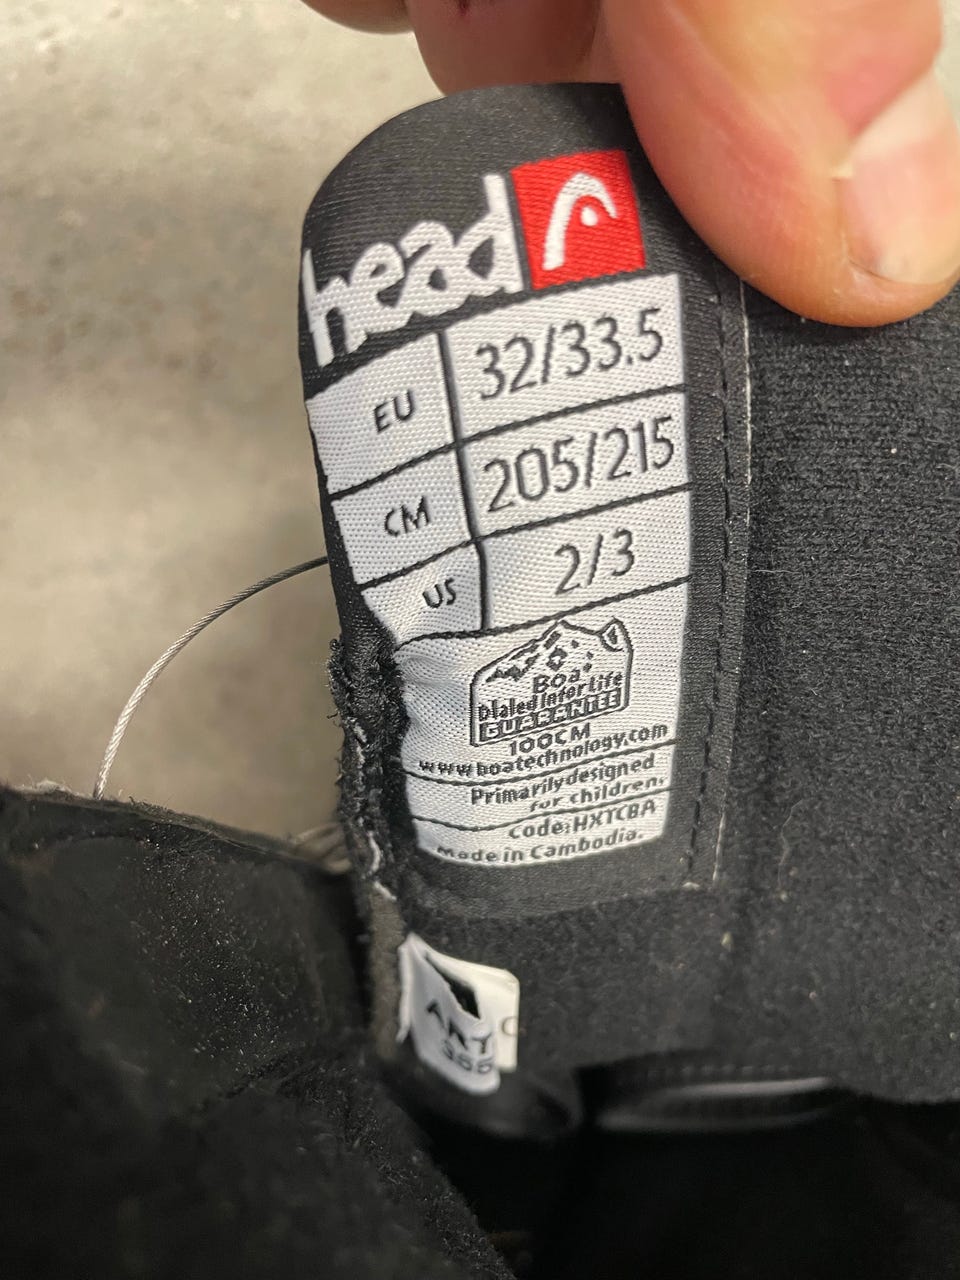 head
EU 32/33.5
CM 205/215
US 2/3
Boa
Dialed in for Life
GUARANTEE
100CM
www.boatechnology.com
Primarily designed
for children.
Code:HXTCBA
made in Cambodia.
ART